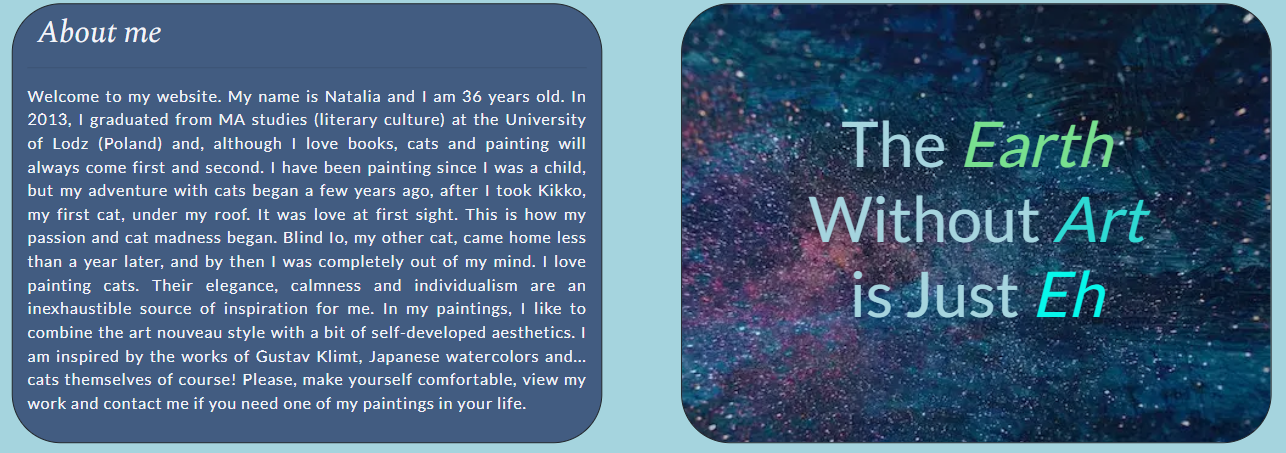 About me
Welcome to my website. My name is Natalia and I am 36 years old. In
2013, I graduated from MA studies (literary culture) at the University
of Lodz (Poland) and, although I love books, cats and painting will
always come first and second. I have been painting since I was a child,
but my adventure with cats began a few years ago, after I took Kikko,
my first cat, under my roof. It was love at first sight. This is how my
passion and cat madness began. Blind Io, my other cat, came home less
than a year later, and by then I was completely out of my mind. I love
painting cats. Their elegance, calmness and individualism are an
inexhaustible source of inspiration for me. In my paintings, I like to
combine the art nouveau style with a bit of self-developed aesthetics. I
am inspired by the works of Gustav Klimt, Japanese watercolors and...
cats themselves of course! Please, make yourself comfortable, view my
work and contact me if you need one of my paintings in your life.
The Earth
Without Art
is Just Eh